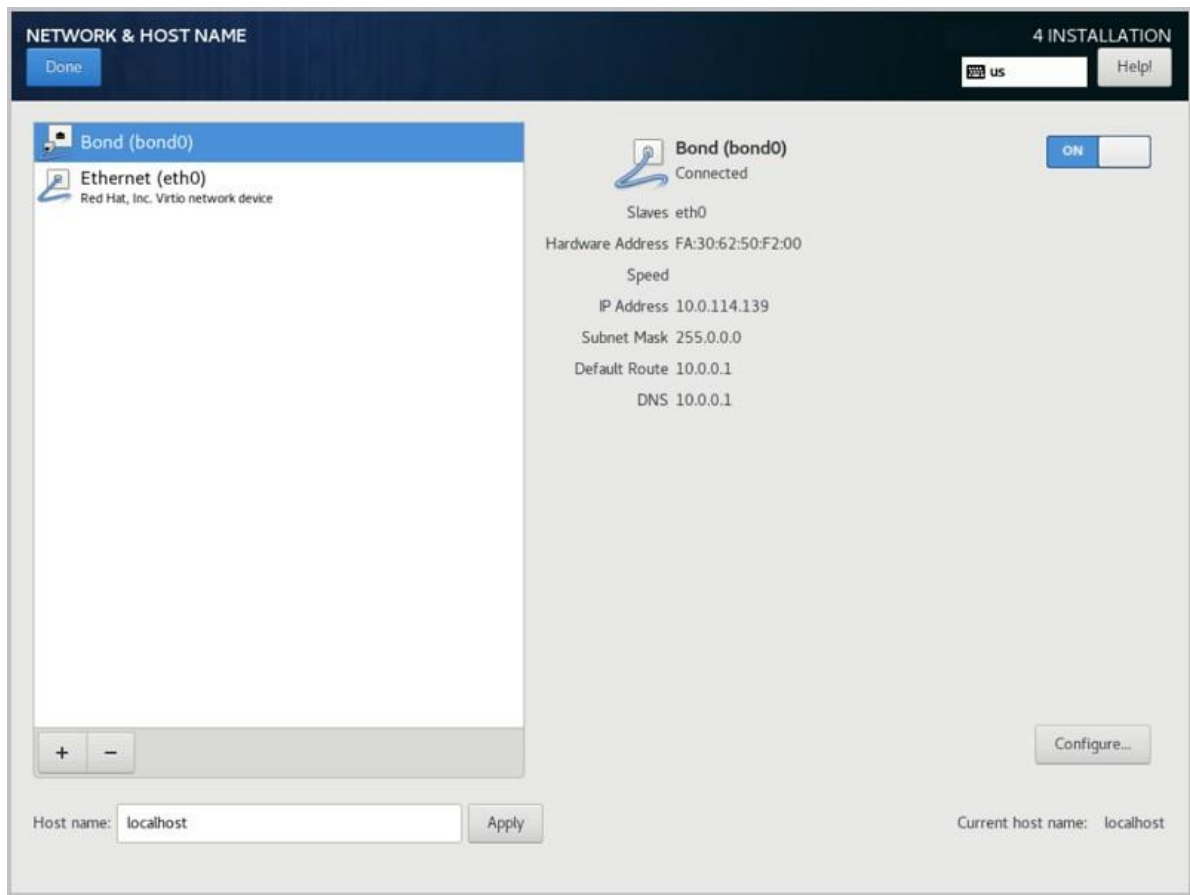 NETWORK & HOST NAME
4 INSTALLATION
Done
us
Help!
Bond (bond0)
Ethernet (eth0)
Red Hat, Inc. Virtio network device
Bond (bond0)
Connected
ON
Slaves eth0
Hardware Address FA:30:62:50:F2:00
Speed
IP Address 10.0.114.139
Subnet Mask 255.0.0.0
Default Route 10.0.0.1
DNS 10.0.0.1
+ −
Configure...
Host name: localhost Apply
Current host name: localhost